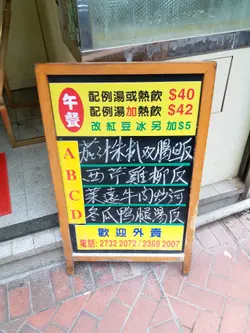 午餐
配例湯或熱飲 $40
配例湯加熱飲 $42
改紅豆冰另加$5
A
B 西芹雞柳反
C 菜遠牛肉炒河
D 冬瓜鴨腿湯反
歡迎外賣
電話: 2732 2072 / 2369 2007